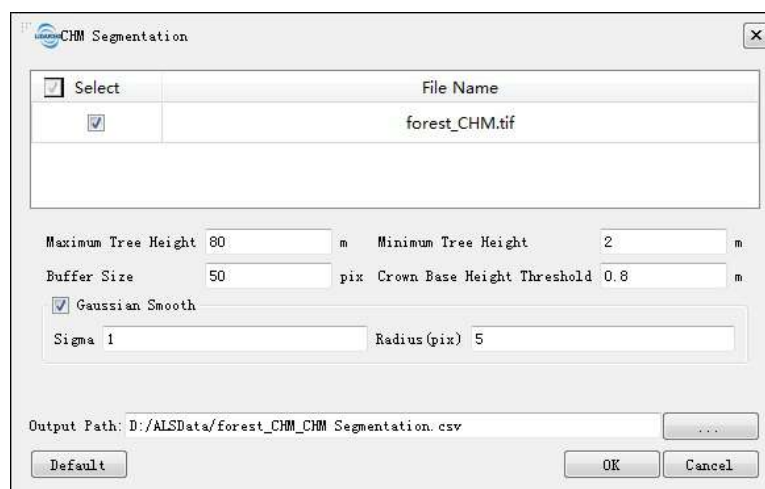 CHM Segmentation
Select File Name
forest_CHM.tif
Maximum Tree Height 80 m Minimum Tree Height 2 m
Buffer Size 50 pix Crown Base Height Threshold 0.8 m
Gaussian Smooth
Sigma 1 Radius(pix) 5
Output Path: D:/ALSData/forest_CHM_CHM Segmentation.csv ...
Default OK Cancel